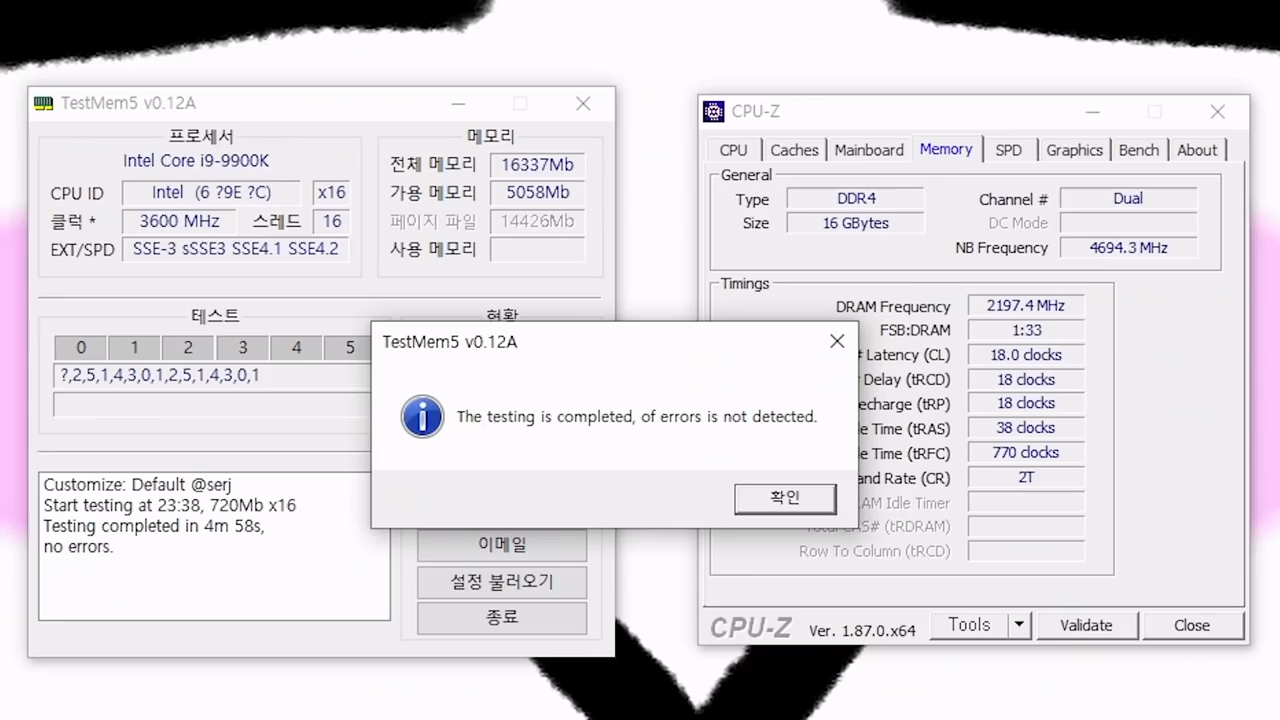 TestMem5 v0.12A
프로세서
Intel Core i9-9900K
CPU ID Intel (6 ?9E ?C) x16
클럭 * 3600 MHz 스레드 16
EXT/SPD SSE-3 sSSE3 SSE4.1 SSE4.2
메모리
전체 메모리 16337Mb
가용 메모리 5058Mb
페이지 파일 14426Mb
사용 메모리
테스트
0 1 2 3 4 5
?,2,5,1,4,3,0,1,2,5,1,4,3,0,1
현황
Customize: Default @serj
Start testing at 23:38, 720Mb x16
Testing completed in 4m 58s,
no errors.
이메일
설정 불러오기
종료
TestMem5 v0.12A
The testing is completed, of errors is not detected.
확인
CPU-Z
CPU Caches Mainboard Memory SPD Graphics Bench About
General
Type DDR4 Channel # Dual
Size 16 GBytes DC Mode
NB Frequency 4694.3 MHz
Timings
DRAM Frequency 2197.4 MHz
FSB:DRAM 1:33
# Latency (CL) 18.0 clocks
Delay (tRCD) 18 clocks
echarge (tRP) 18 clocks
e Time (tRAS) 38 clocks
e Time (tRFC) 770 clocks
and Rate (CR) 2T
AM Idle Timer
Total CAS# (tRDRAM)
Row To Column (tRCD)
CPU-Z Ver. 1.87.0.x64 Tools Validate Close